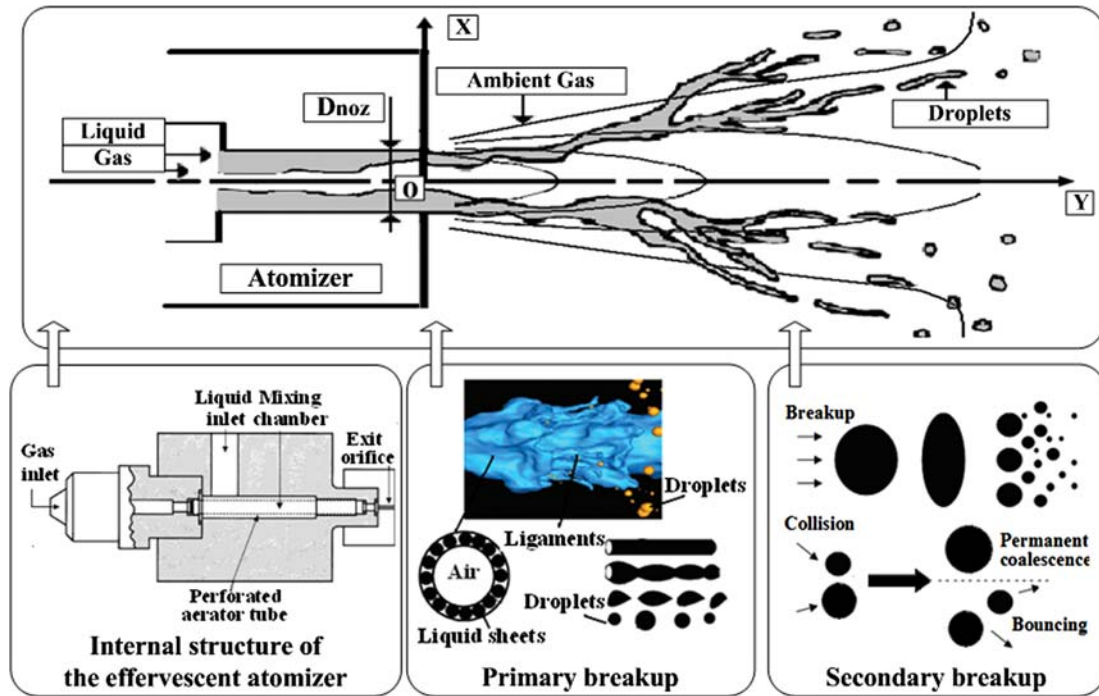 X
Ambient Gas
Dnoz
Droplets
Liquid
Gas
O
Y
Atomizer
Liquid Mixing
inlet chamber
Gas
inlet
Exit
orifice
Perforated
aerator tube
Internal structure of
the effervescent atomizer
Droplets
Ligaments
Air
Droplets
Liquid sheets
Primary breakup
Breakup
Collision
Permanent
coalescence
Bouncing
Secondary breakup